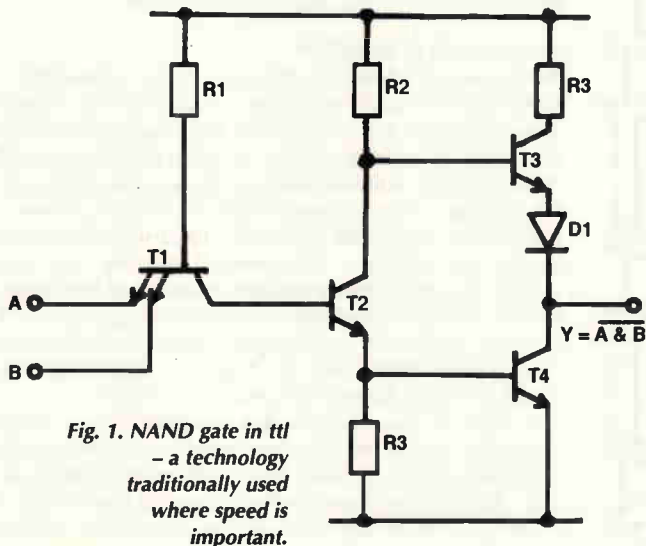 R1
R2
R3
T3
D1
T1
A
T2
B
Y = A & B
T4
R3
Fig. 1. NAND gate in ttl
– a technology
traditionally used
where speed is
important.